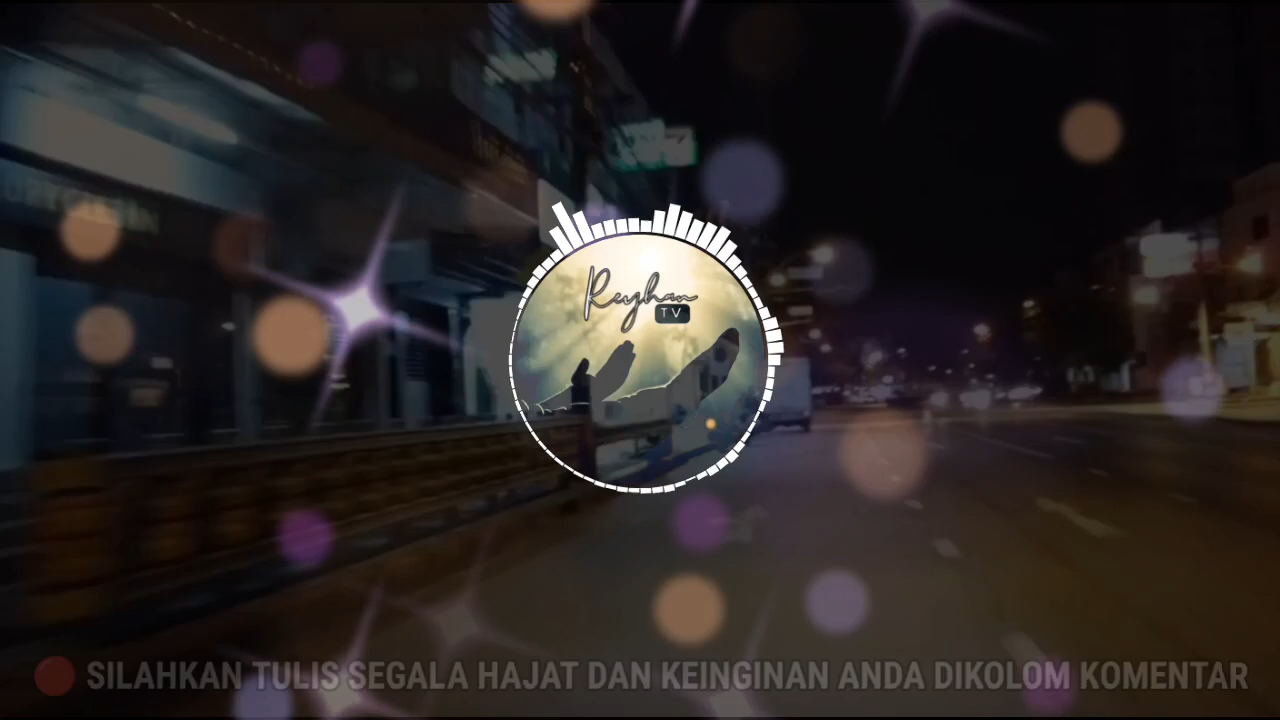 Reyhan
TV
SILAHKAN TULIS SEGALA HAJAT DAN KEINGINAN ANDA DIKOLOM KOMENTAR